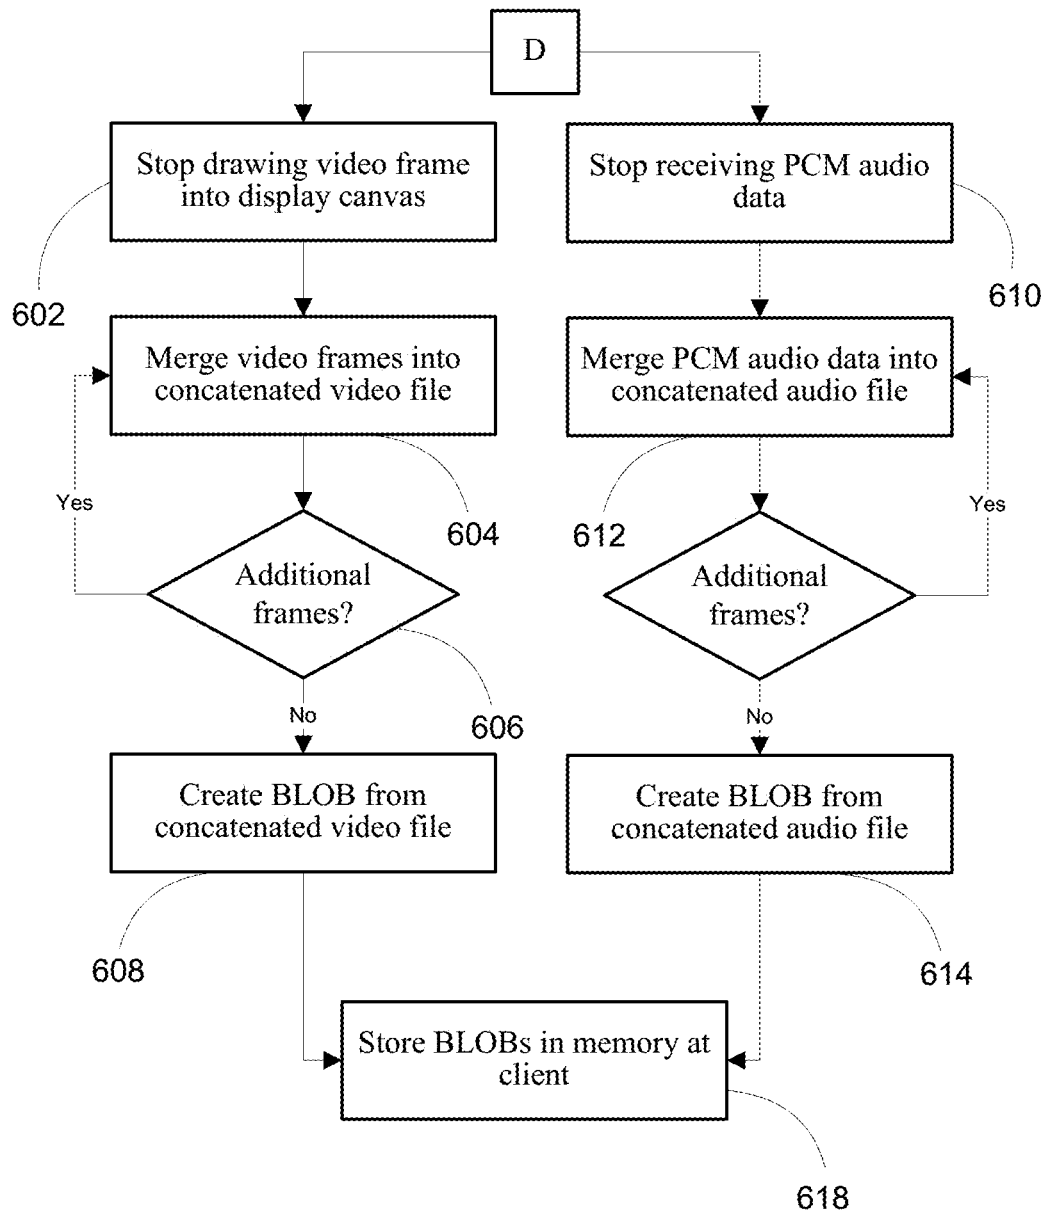 D
Stop drawing video frame
into display canvas
602
Stop receiving PCM audio
data
610
Merge video frames into
concatenated video file
604
Merge PCM audio data into
concatenated audio file
612
Yes
Yes
Additional
frames?
606
Additional
frames?
No
No
Create BLOB from
concatenated video file
608
Create BLOB from
concatenated audio file
614
Store BLOBs in memory at
client
618